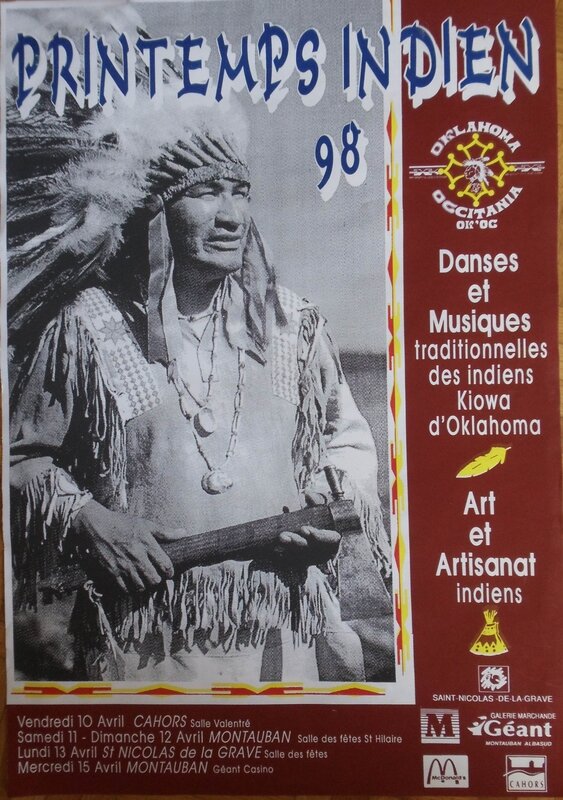 PRINTEMPS INDIEN
98
OKLAHOMA
OCCITANIA
OK'OC
Danses
et
Musiques
traditionnelles
des indiens
Kiowa
d'Oklahoma
Art
et
Artisanat
indiens
SAINT-NICOLAS-DE-LA-GRAVE
M
GALERIE MARCHANDE
Géant
MONTAUBAN ALBASUD
McDonald's
CAHORS
Vendredi 10 Avril CAHORS Salle Valentré
Samedi 11 - Dimanche 12 Avril MONTAUBAN Salle des fêtes St Hilaire
Lundi 13 Avril St NICOLAS de la GRAVE Salle des fêtes
Mercredi 15 Avril MONTAUBAN Géant Casino